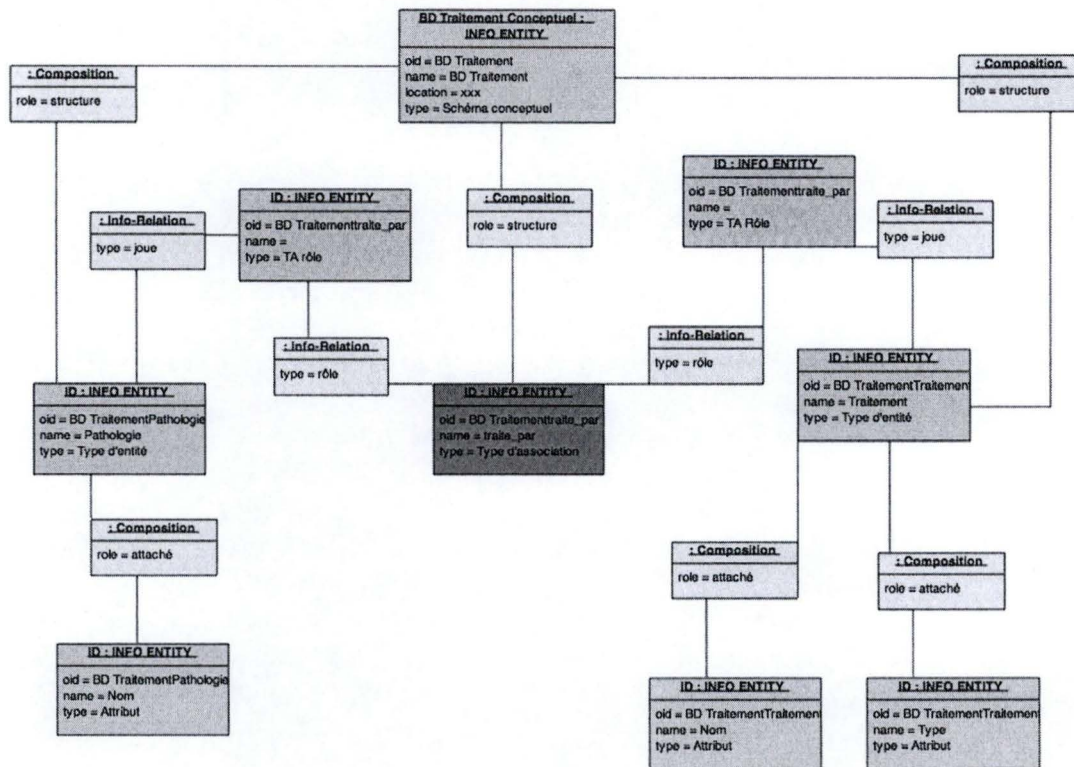 BD Traitement Conceptuel :
INFO ENTITY
oid = BD Traitement
name = BD Traitement
location = xxx
type = Schéma conceptuel
: Composition
role = structure
: Composition
role = structure
: Composition
role = structure
ID : INFO ENTITY
oid = BD Traitementtraite_par
name =
type = TA rôle
: Info-Relation
type = joue
ID : INFO ENTITY
oid = BD Traitementtraite_par
name =
type = TA Rôle
: Info-Relation
type = joue
: Info-Relation
type = rôle
: Info-Relation
type = rôle
ID : INFO ENTITY
oid = BD TraitementPathologie
name = Pathologie
type = Type d'entité
ID : INFO ENTITY
oid = BD Traitementtraite_par
name = traite_par
type = Type d'association
ID : INFO ENTITY
oid = BD TraitementTraitement
name = Traitement
type = Type d'entité
: Composition
role = attaché
: Composition
role = attaché
: Composition
role = attaché
ID : INFO ENTITY
oid = BD TraitementPathologie
name = Nom
type = Attribut
ID : INFO ENTITY
oid = BD TraitementTraitement
name = Nom
type = Attribut
ID : INFO ENTITY
oid = BD TraitementTraitement
name = Type
type = Attribut